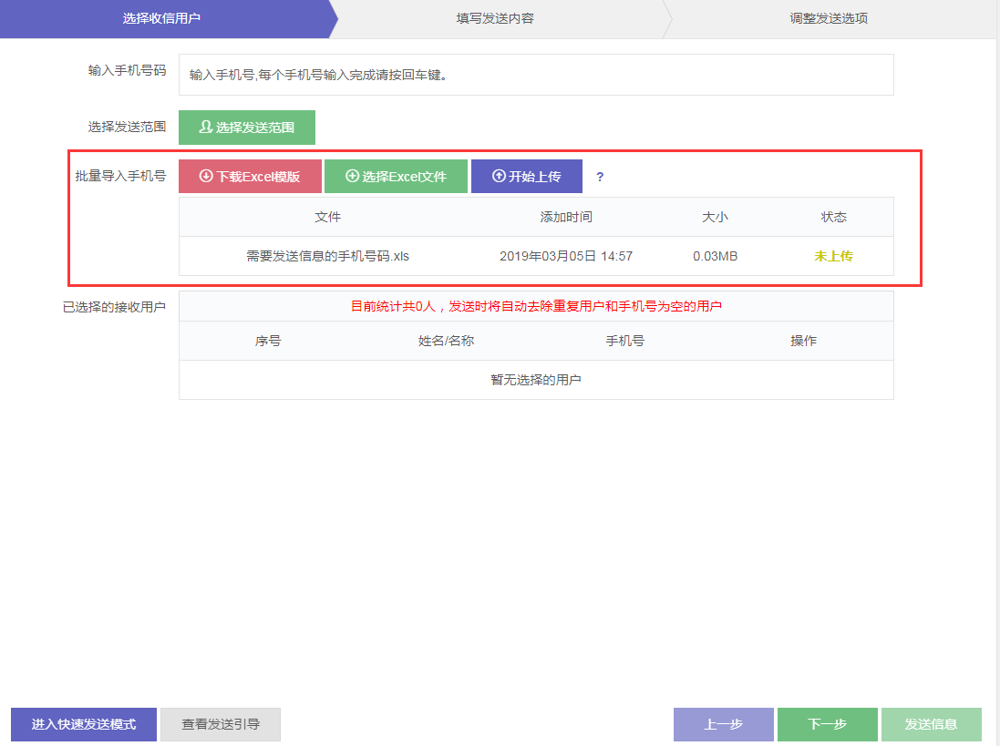 选择收信用户
填写发送内容
调整发送选项
输入手机号码
输入手机号,每个手机号输入完成请按回车键。
选择发送范围
选择发送范围
批量导入手机号
下载Excel模版
选择Excel文件
开始上传
?
文件 添加时间 大小 状态
需要发送信息的手机号码.xls 2019年03月05日 14:57 0.03MB 未上传
已选择的接收用户
目前统计共0人，发送时将自动去除重复用户和手机号为空的用户
序号 姓名/名称 手机号 操作
暂无选择的用户
进入快速发送模式
查看发送引导
上一步
下一步
发送信息